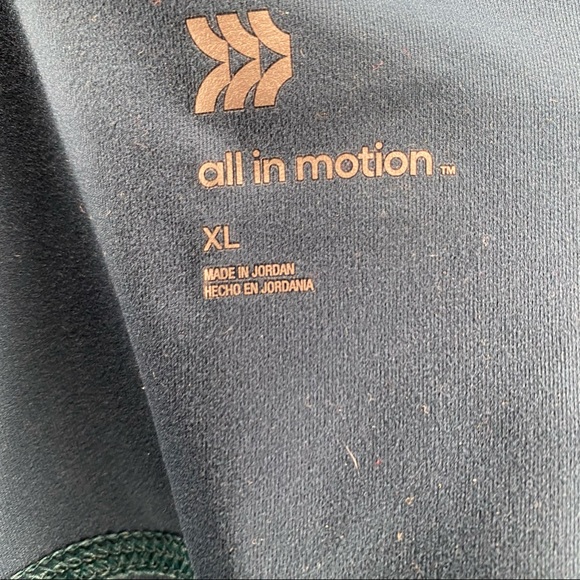 all in motion™
XL
MADE IN JORDAN
HECHO EN JORDANIA